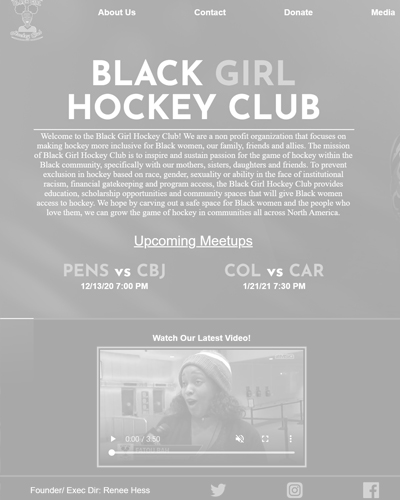 About Us Contact Donate Media
BLACK GIRL
HOCKEY CLUB
Welcome to the Black Girl Hockey Club! We are a non profit organization that focuses on
making hockey more inclusive for Black women, our family, friends and allies. The mission
of Black Girl Hockey Club is to inspire and sustain passion for the game of hockey within the
Black community, specifically with our mothers, sisters, daughters and friends. To prevent
exclusion in hockey based on race, gender, sexuality or ability in the face of institutional
racism, financial gatekeeping and program access, the Black Girl Hockey Club provides
education, scholarship opportunities and community spaces that will give Black women
access to hockey. We hope by carving out a safe space for Black women and the people who
love them, we can grow the game of hockey in communities all across North America.
Upcoming Meetups
PENS vs CBJ COL vs CAR
12/13/20 7:00 PM 1/21/21 7:30 PM
Watch Our Latest Video!
0:00 / 3:50
Founder/ Exec Dir: Renee Hess